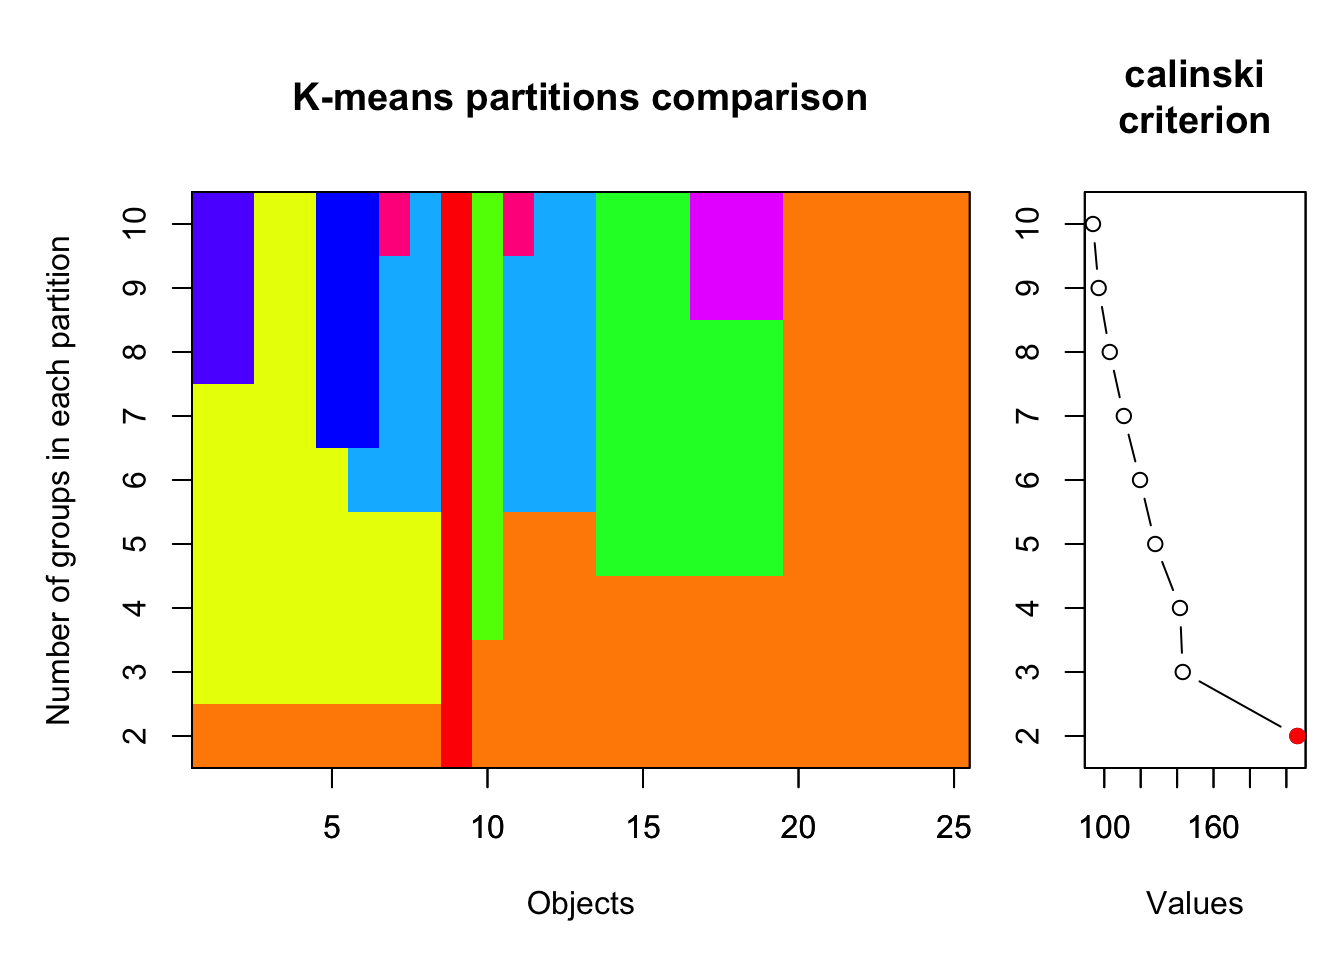 K-means partitions comparison
calinski
criterion
Number of groups in each partition
10
9
8
7
6
5
4
3
2
5 10 15 20 25
Objects
10
9
8
7
6
5
4
3
2
100 160
Values